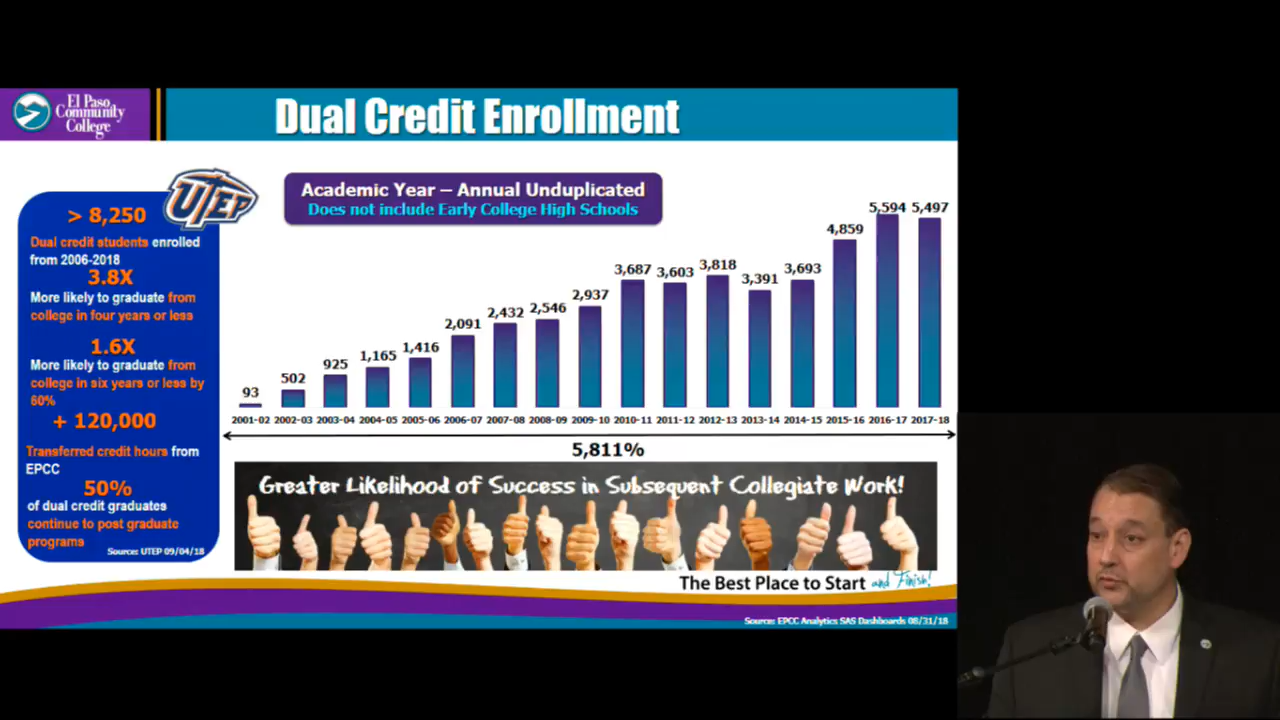 El Paso
Community
College
Dual Credit Enrollment
UTEP
> 8,250
Dual credit students enrolled
from 2006-2018
3.8X
More likely to graduate from
college in four years or less
1.6X
More likely to graduate from
college in six years or less by
60%
+ 120,000
Transferred credit hours from
EPCC
50%
of dual credit graduates
continue to post graduate
programs
Source: UTEP 09/04/18
Academic Year – Annual Unduplicated
Does not include Early College High Schools
93 502 925 1,165 1,416 2,091 2,432 2,546 2,937 3,687 3,603 3,818 3,391 3,693 4,859 5,594 5,497
2001-02 2002-03 2003-04 2004-05 2005-06 2006-07 2007-08 2008-09 2009-10 2010-11 2011-12 2012-13 2013-14 2014-15 2015-16 2016-17 2017-18
5,811%
Greater Likelihood of Success in Subsequent Collegiate Work!
The Best Place to Start and Finish!
Source: EPCC Analytics SAS Dashboards 08/31/18